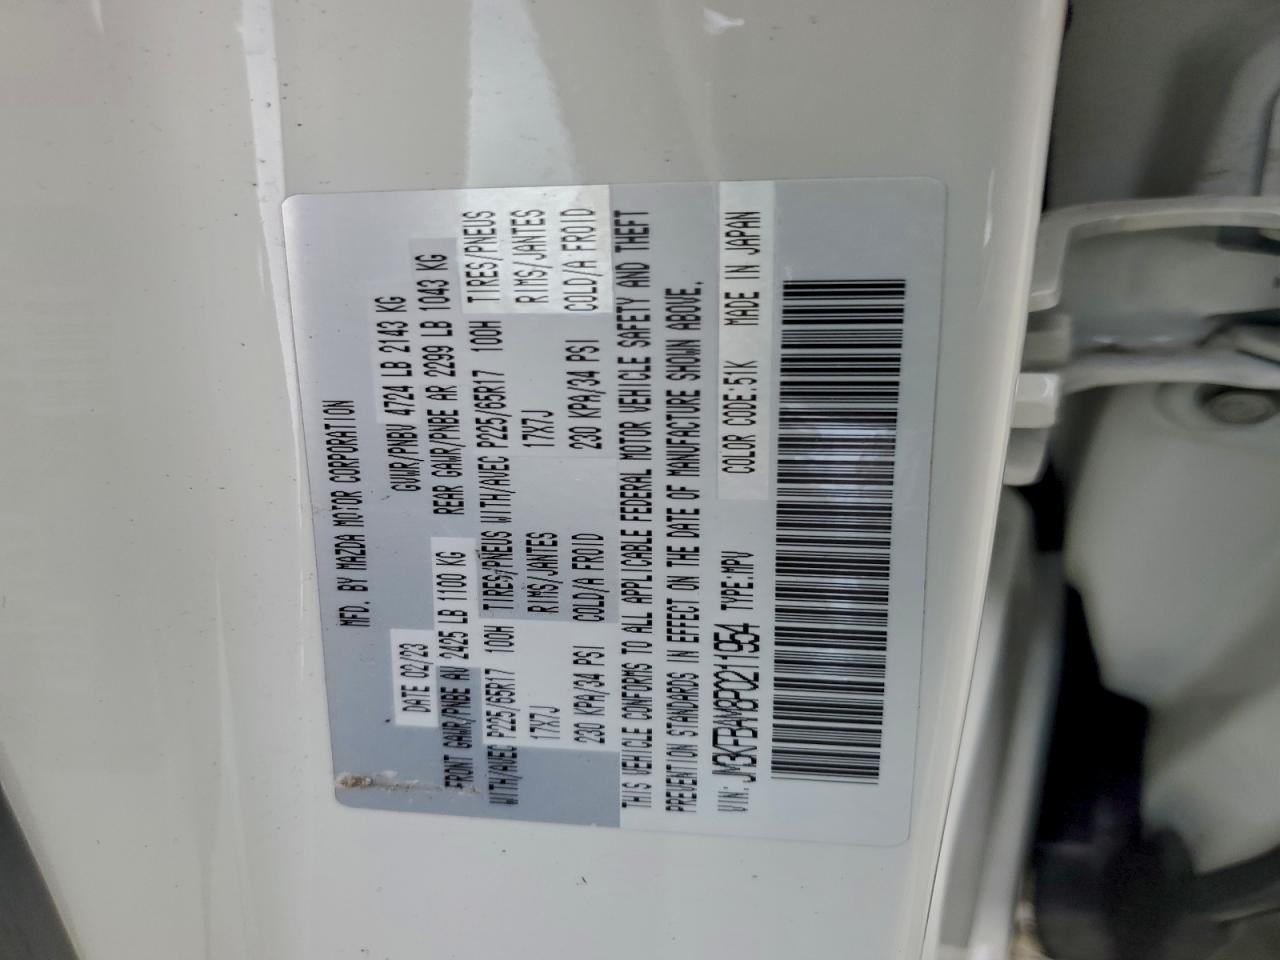 MFD. BY MAZDA MOTOR CORPORATION
DATE 02/23 GVWR/PNBV 4724 LB 2143 KG
FRONT GAWR/PNBE AV 2425 LB 1100 KG REAR GAWR/PNBE AR 2299 LB 1043 KG
WITH/AVEC P225/65R17 100H TIRES/PNEUS WITH/AVEC P225/65R17 100H TIRES/PNEUS
17X7J RIMS/JANTES 17X7J RIMS/JANTES
230 KPA/34 PSI COLD/A FROID 230 KPA/34 PSI COLD/A FROID
THIS VEHICLE CONFORMS TO ALL APPLICABLE FEDERAL MOTOR VEHICLE SAFETY AND THEFT
PREVENTION STANDARDS IN EFFECT ON THE DATE OF MANUFACTURE SHOWN ABOVE.
VIN: JM3KFBAM8P0211954 TYPE:MPV COLOR CODE:51K MADE IN JAPAN